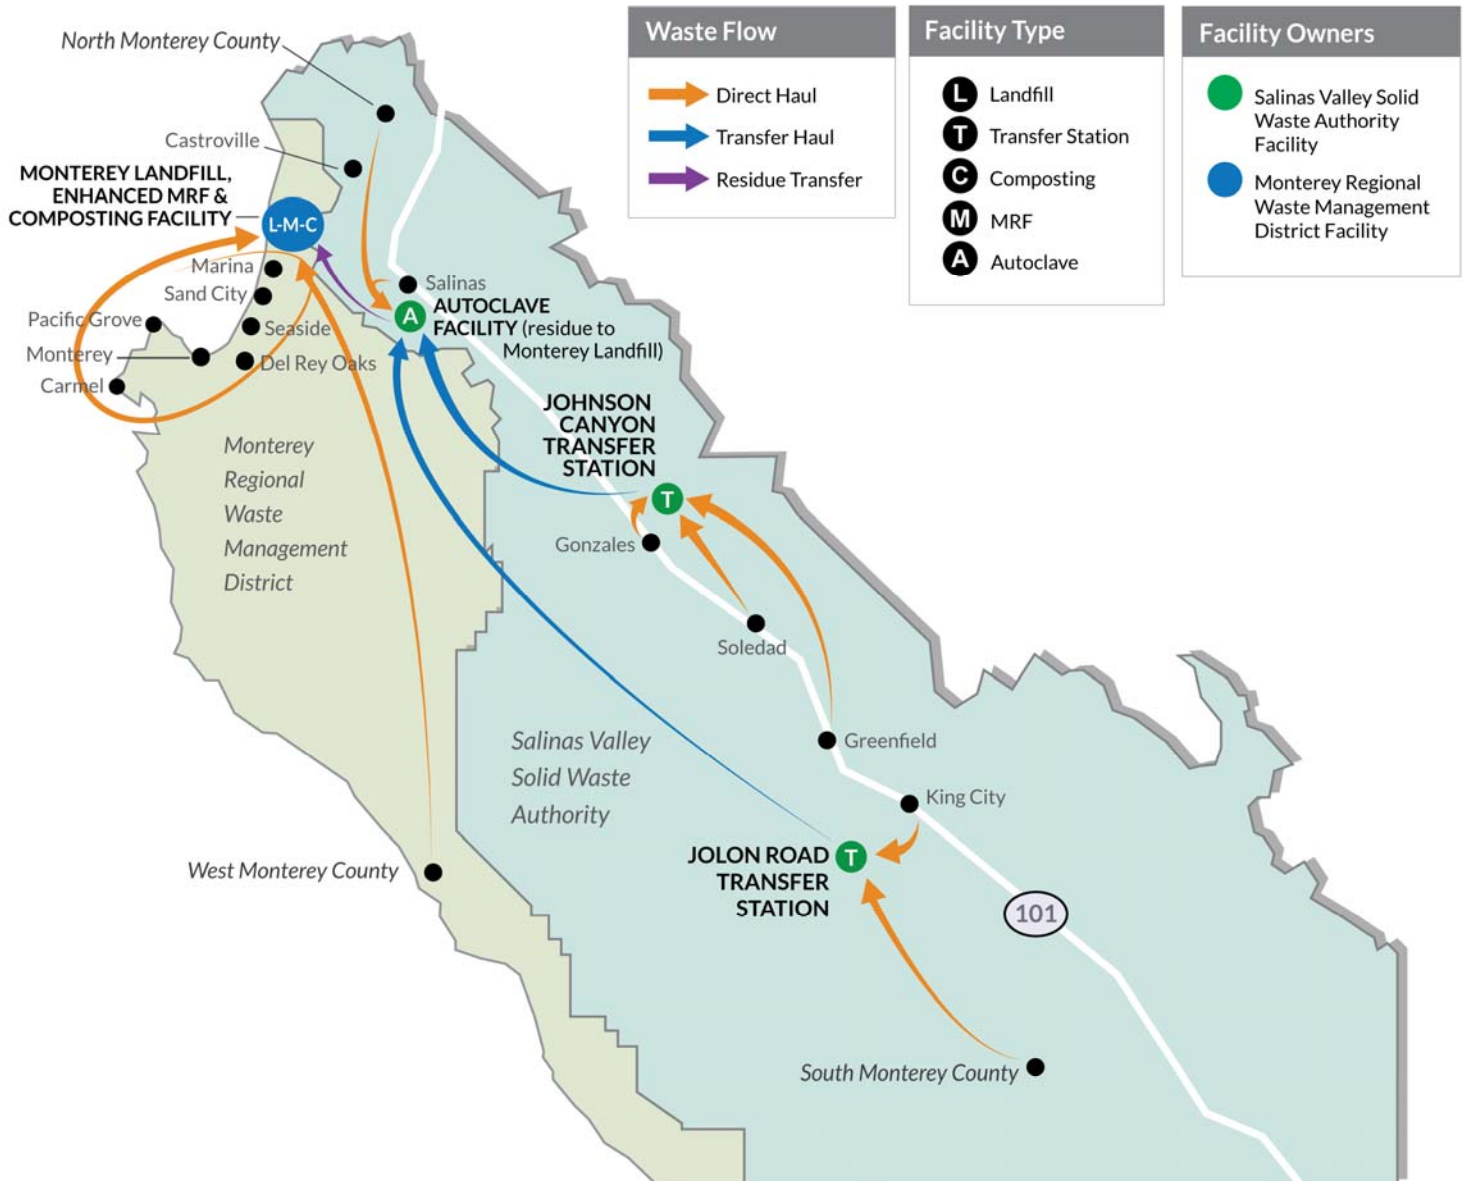 North Monterey County
Castroville
MONTEREY LANDFILL,
ENHANCED MRF &
COMPOSTING FACILITY
L-M-C
Marina
Sand City
Pacific Grove
Seaside
Monterey
Del Rey Oaks
Carmel
Salinas
A
AUTOCLAVE
FACILITY (residue to
Monterey Landfill)
JOHNSON
CANYON
TRANSFER
STATION
T
Gonzales
Soledad
Greenfield
King City
Monterey
Regional
Waste
Management
District
Salinas Valley
Solid Waste
Authority
West Monterey County
JOLON ROAD
TRANSFER
STATION
T
101
South Monterey County
Waste Flow
Direct Haul
Transfer Haul
Residue Transfer
Facility Type
L Landfill
T Transfer Station
C Composting
M MRF
A Autoclave
Facility Owners
Salinas Valley Solid
Waste Authority
Facility
Monterey Regional
Waste Management
District Facility